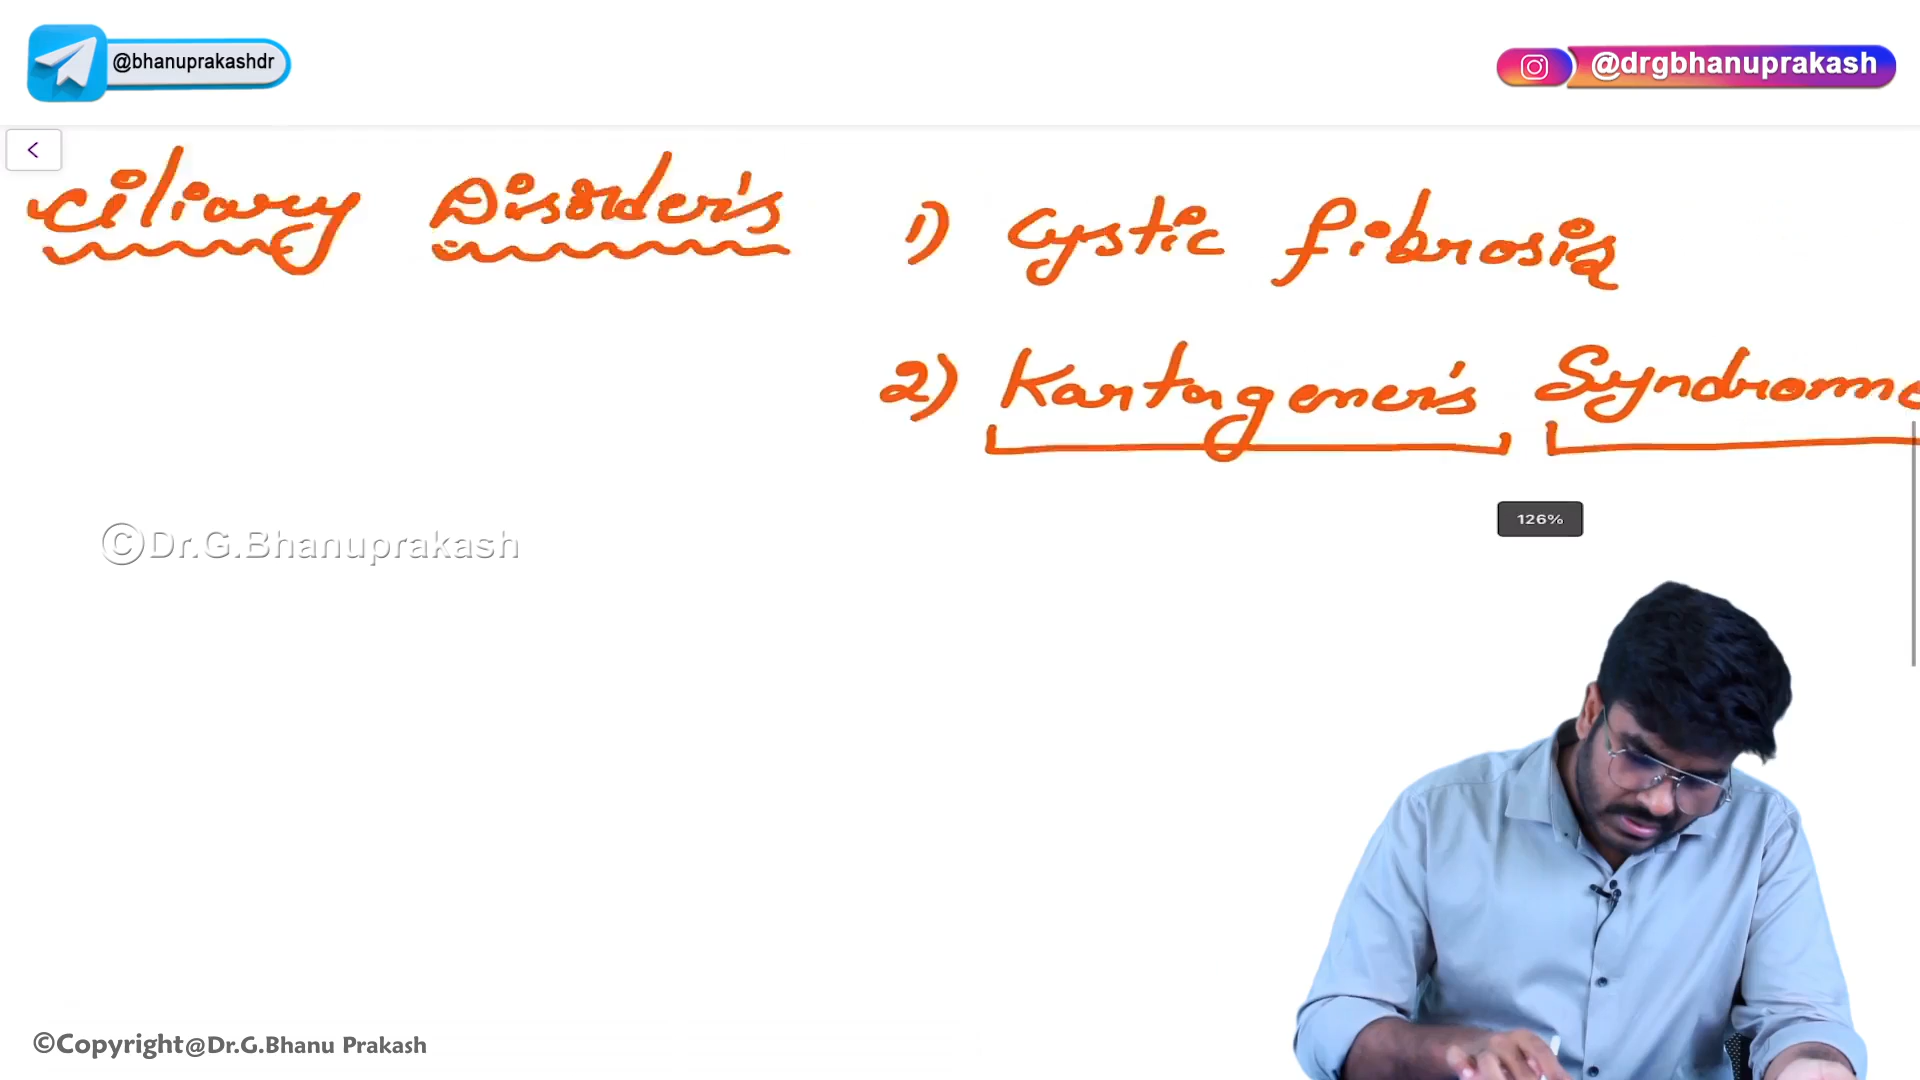 @bhanuprakashdr
@drgbhanuprakash
<
Ciliary Disorder's
1) Cystic fibrosis
2) Kartagener's Syndrome
126%
©Dr.G.Bhanuprakash
©Copyright@Dr.G.Bhanu Prakash